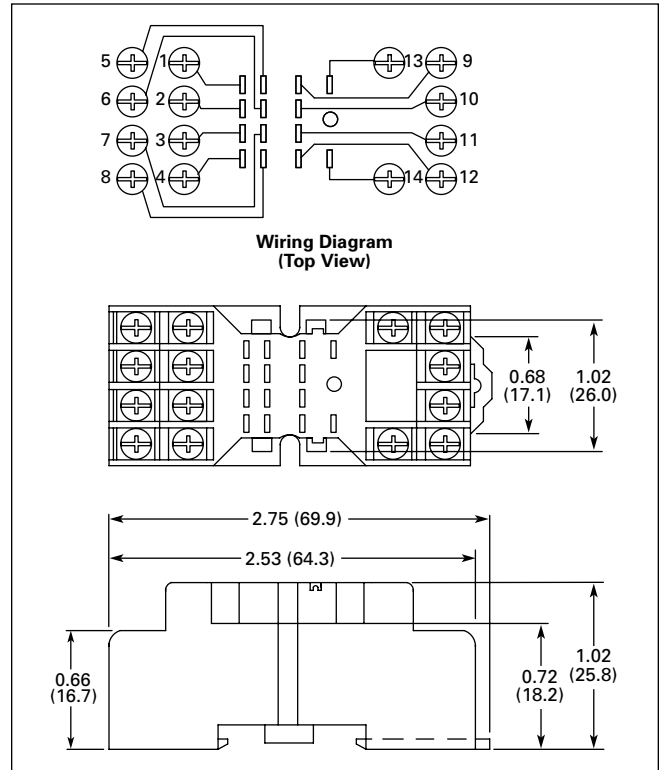 5 1 13 9
6 2 10
7 3 11
8 4 14 12
Wiring Diagram
(Top View)
0.68
(17.1)
1.02
(26.0)
2.75 (69.9)
2.53 (64.3)
0.66
(16.7)
0.72
(18.2)
1.02
(25.8)